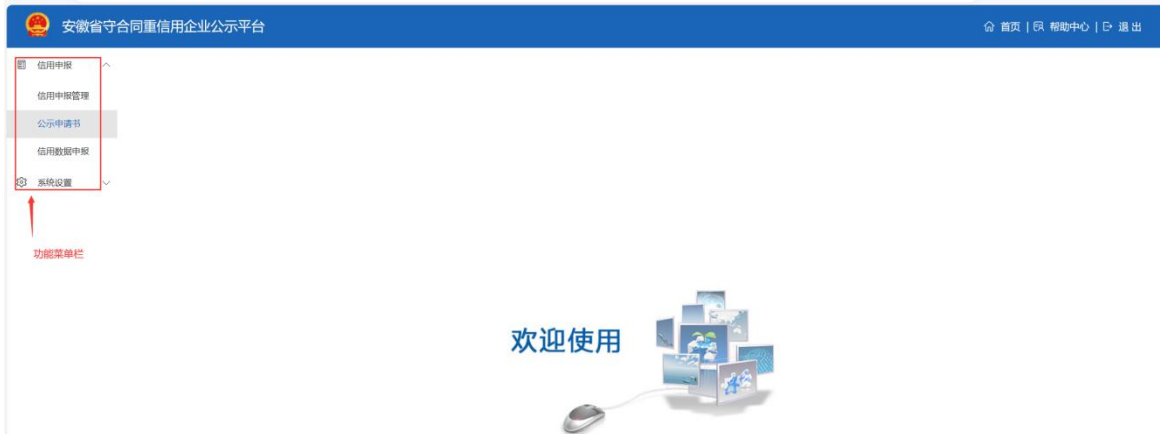 安徽省守合同重信用企业公示平台
首页 | 帮助中心 | 退出
信用申报
信用申报管理
公示申请书
信用数据申报
系统设置
功能菜单栏
欢迎使用